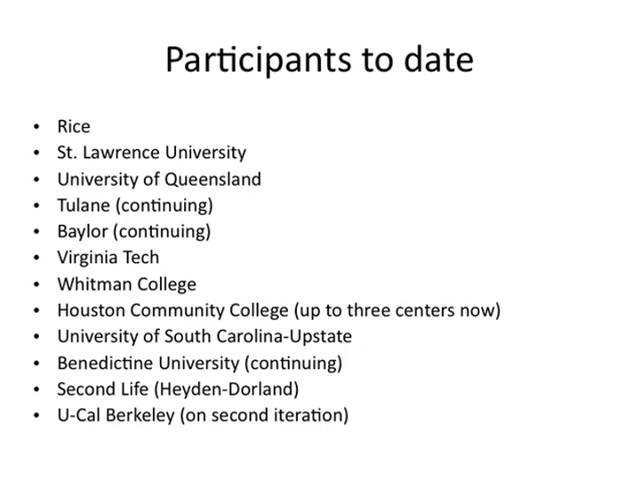 Participants to date
• Rice
• St. Lawrence University
• University of Queensland
• Tulane (continuing)
• Baylor (continuing)
• Virginia Tech
• Whitman College
• Houston Community College (up to three centers now)
• University of South Carolina-Upstate
• Benedictine University (continuing)
• Second Life (Heyden-Dorland)
• U-Cal Berkeley (on second iteration)